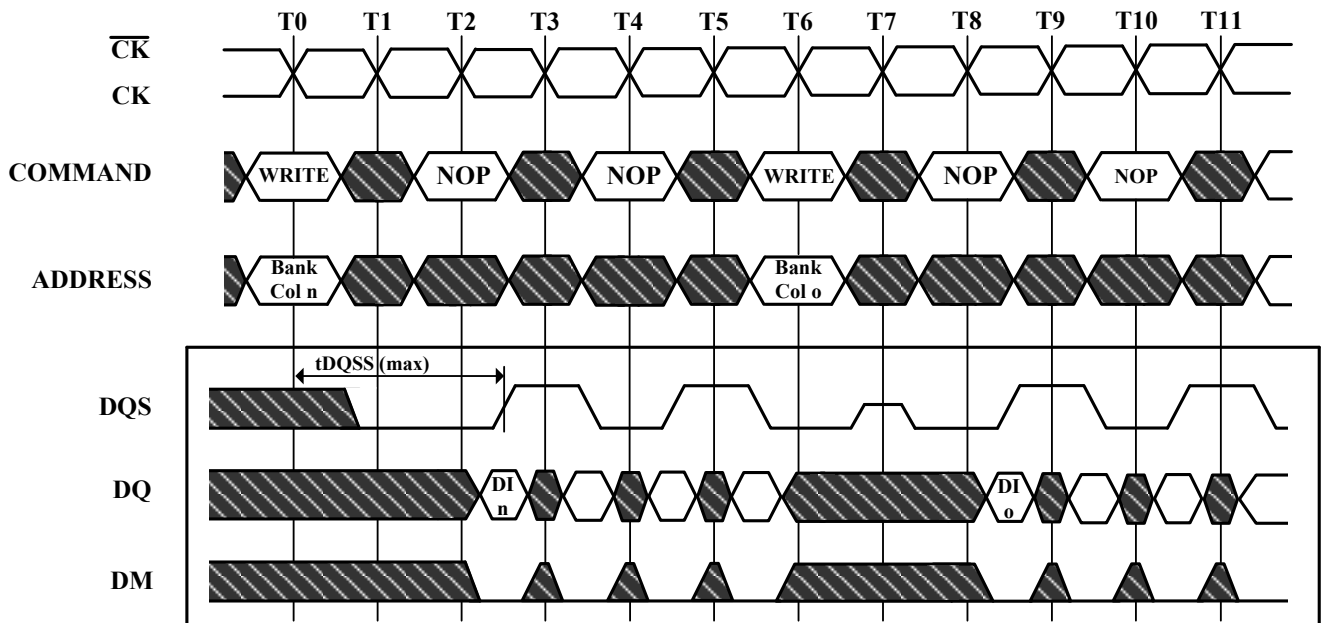 T0 T1 T2 T3 T4 T5 T6 T7 T8 T9 T10 T11
CK
CK
COMMAND WRITE NOP NOP WRITE NOP NOP
ADDRESS Bank Col n Bank Col o
tDQSS (max)
DQS
DQ DI n DI o
DM